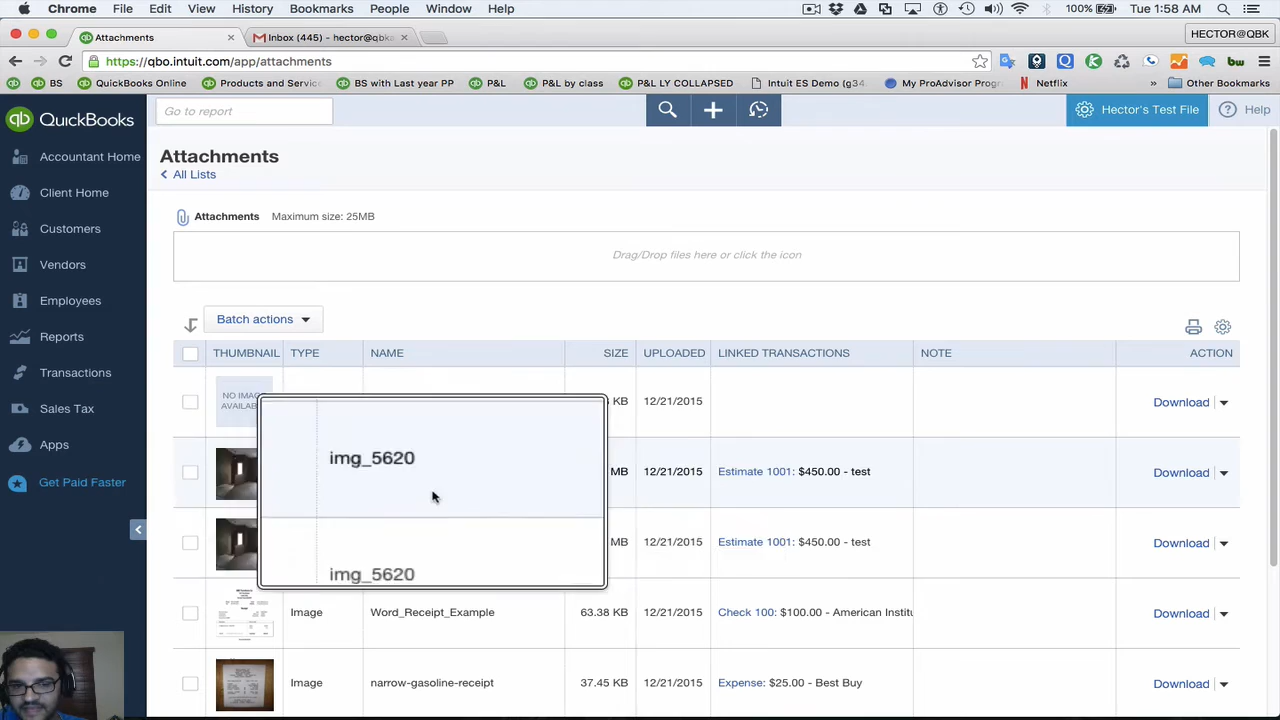 Chrome File Edit View History Bookmarks People Window Help 100% Tue 1:58 AM
Attachments Inbox (445) - hector@qbka HECTOR@QBK
https://qbo.intuit.com/app/attachments
BS QuickBooks Online Products and Servic BS with Last year PP P&L P&L by class P&L LY COLLAPSED Intuit ES Demo (g34 My ProAdvisor Progr Netflix » Other Bookmarks
qb QuickBooks Go to report Hector's Test File ? Help
Accountant Home
Client Home
Customers
Vendors
Employees
Reports
Transactions
Sales Tax
Apps
Get Paid Faster
Attachments
All Lists
Attachments Maximum size: 25MB
Drag/Drop files here or click the icon
Batch actions
THUMBNAIL TYPE NAME SIZE UPLOADED LINKED TRANSACTIONS NOTE ACTION
NO IMAG KB 12/21/2015 Download
AVAILAB
img_5620 MB 12/21/2015 Estimate 1001: $450.00 - test Download
img_5620 MB 12/21/2015 Estimate 1001: $450.00 - test Download
Image Word_Receipt_Example 63.38 KB 12/21/2015 Check 100: $100.00 - American Instit Download
Image narrow-gasoline-receipt 37.45 KB 12/21/2015 Expense: $25.00 - Best Buy Download